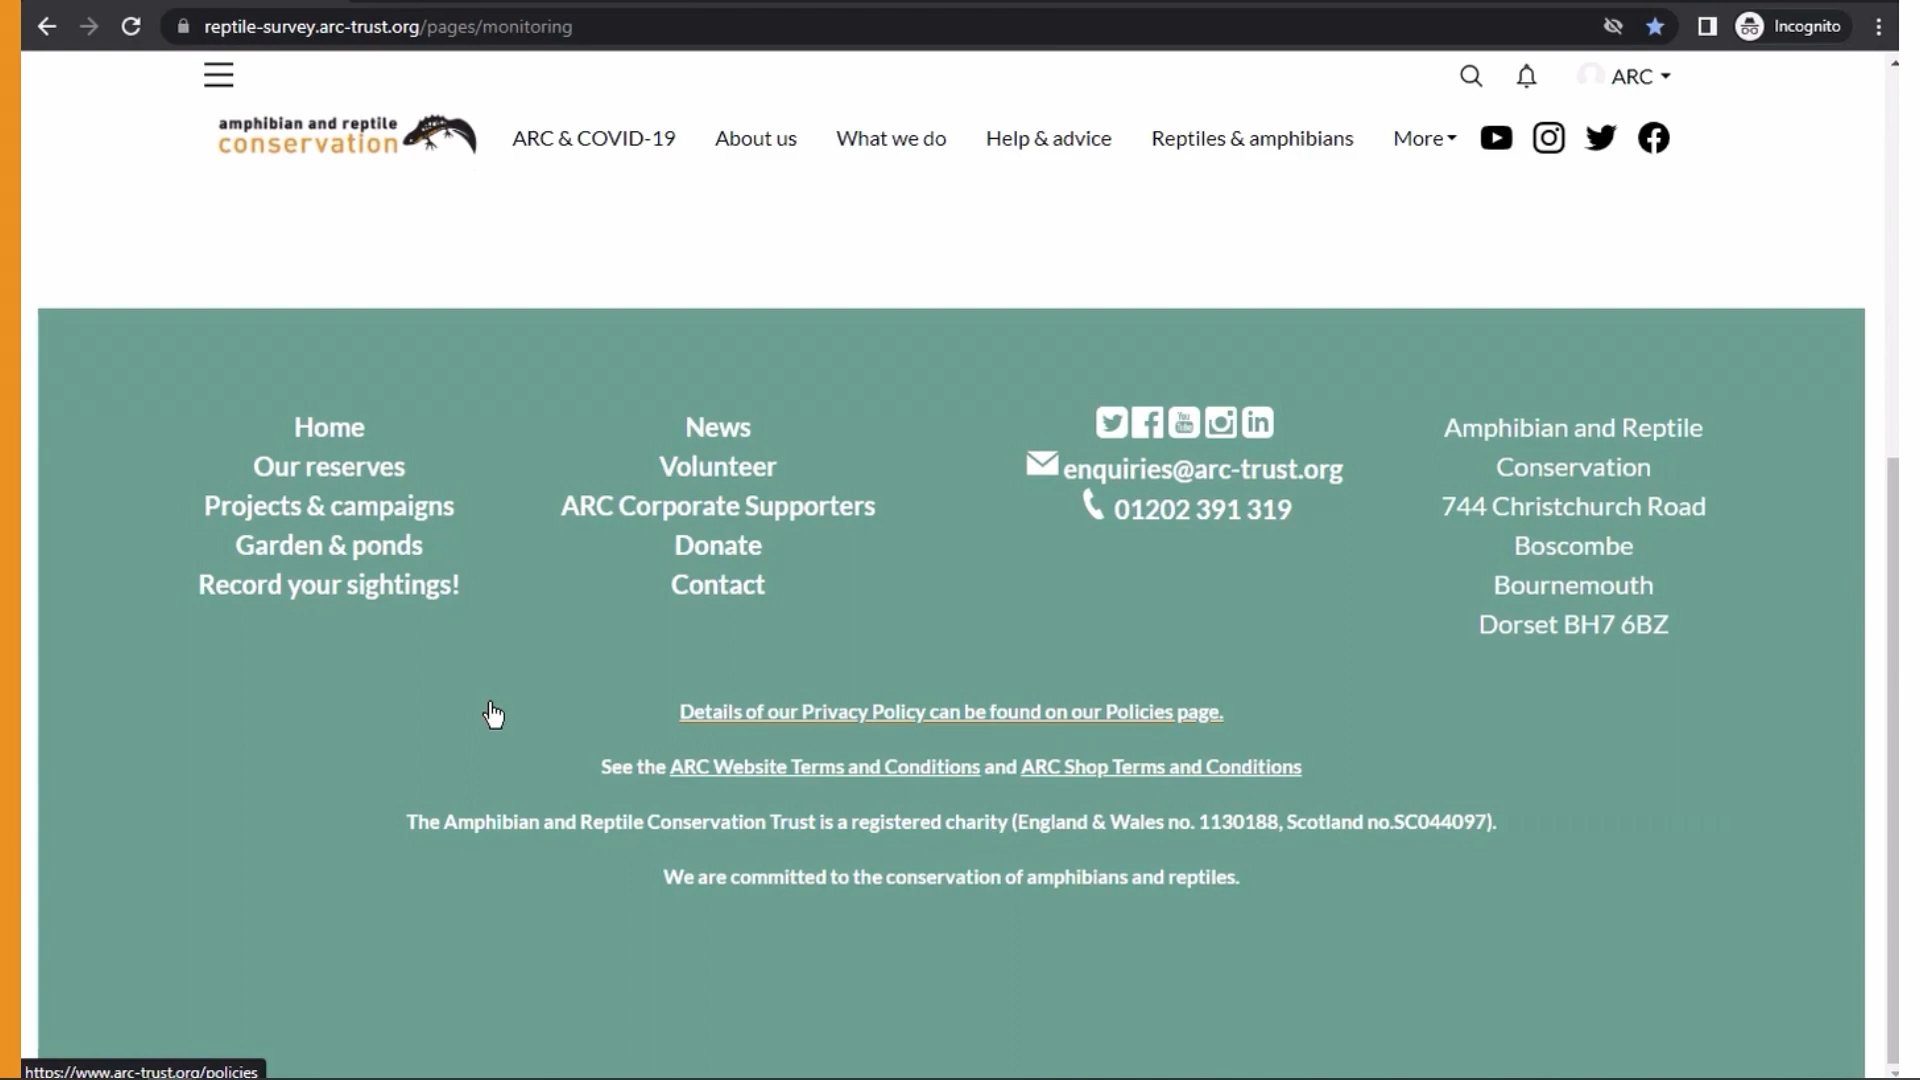 reptile-survey.arc-trust.org/pages/monitoring
Incognito
ARC
amphibian and reptile
conservation
ARC & COVID-19
About us
What we do
Help & advice
Reptiles & amphibians
More
Home
Our reserves
Projects & campaigns
Garden & ponds
Record your sightings!
News
Volunteer
ARC Corporate Supporters
Donate
Contact
You
Tube
in
enquiries@arc-trust.org
01202 391 319
Amphibian and Reptile
Conservation
744 Christchurch Road
Boscombe
Bournemouth
Dorset BH7 6BZ
Details of our Privacy Policy can be found on our Policies page.
See the ARC Website Terms and Conditions and ARC Shop Terms and Conditions
The Amphibian and Reptile Conservation Trust is a registered charity (England & Wales no. 1130188, Scotland no.SC044097).
We are committed to the conservation of amphibians and reptiles.
https://www.arc-trust.org/policies